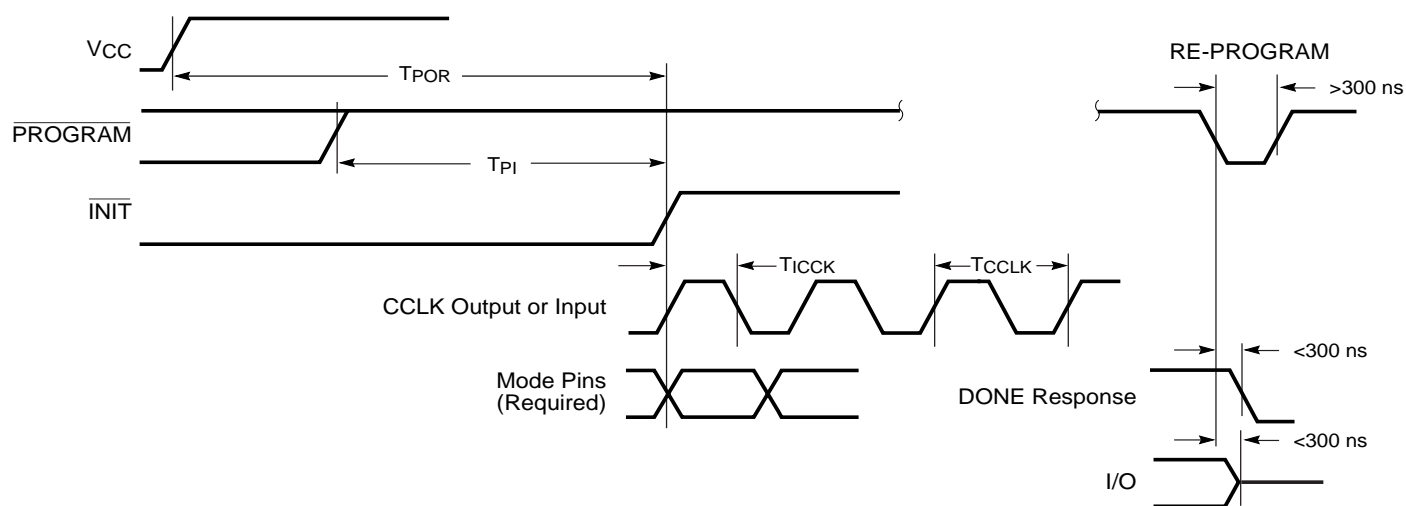 VCC
TPOR
RE-PROGRAM
>300 ns
PROGRAM
TPI
INIT
TICCK
TCCLK
CCLK Output or Input
<300 ns
Mode Pins
(Required)
DONE Response
<300 ns
I/O